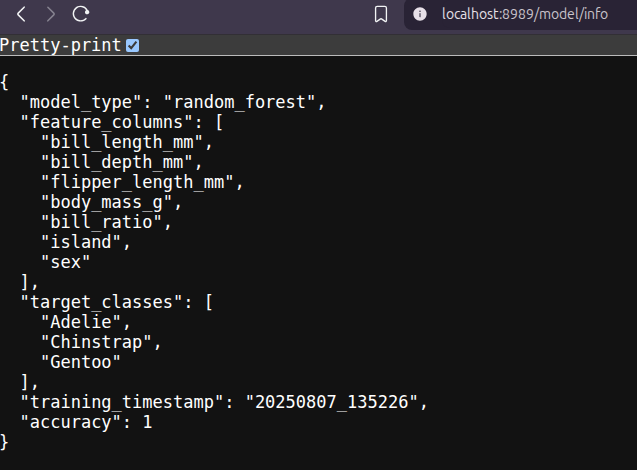 localhost:8989/model/info
Pretty-print
{
  "model_type": "random_forest",
  "feature_columns": [
    "bill_length_mm",
    "bill_depth_mm",
    "flipper_length_mm",
    "body_mass_g",
    "bill_ratio",
    "island",
    "sex"
  ],
  "target_classes": [
    "Adelie",
    "Chinstrap",
    "Gentoo"
  ],
  "training_timestamp": "20250807_135226",
  "accuracy": 1
}